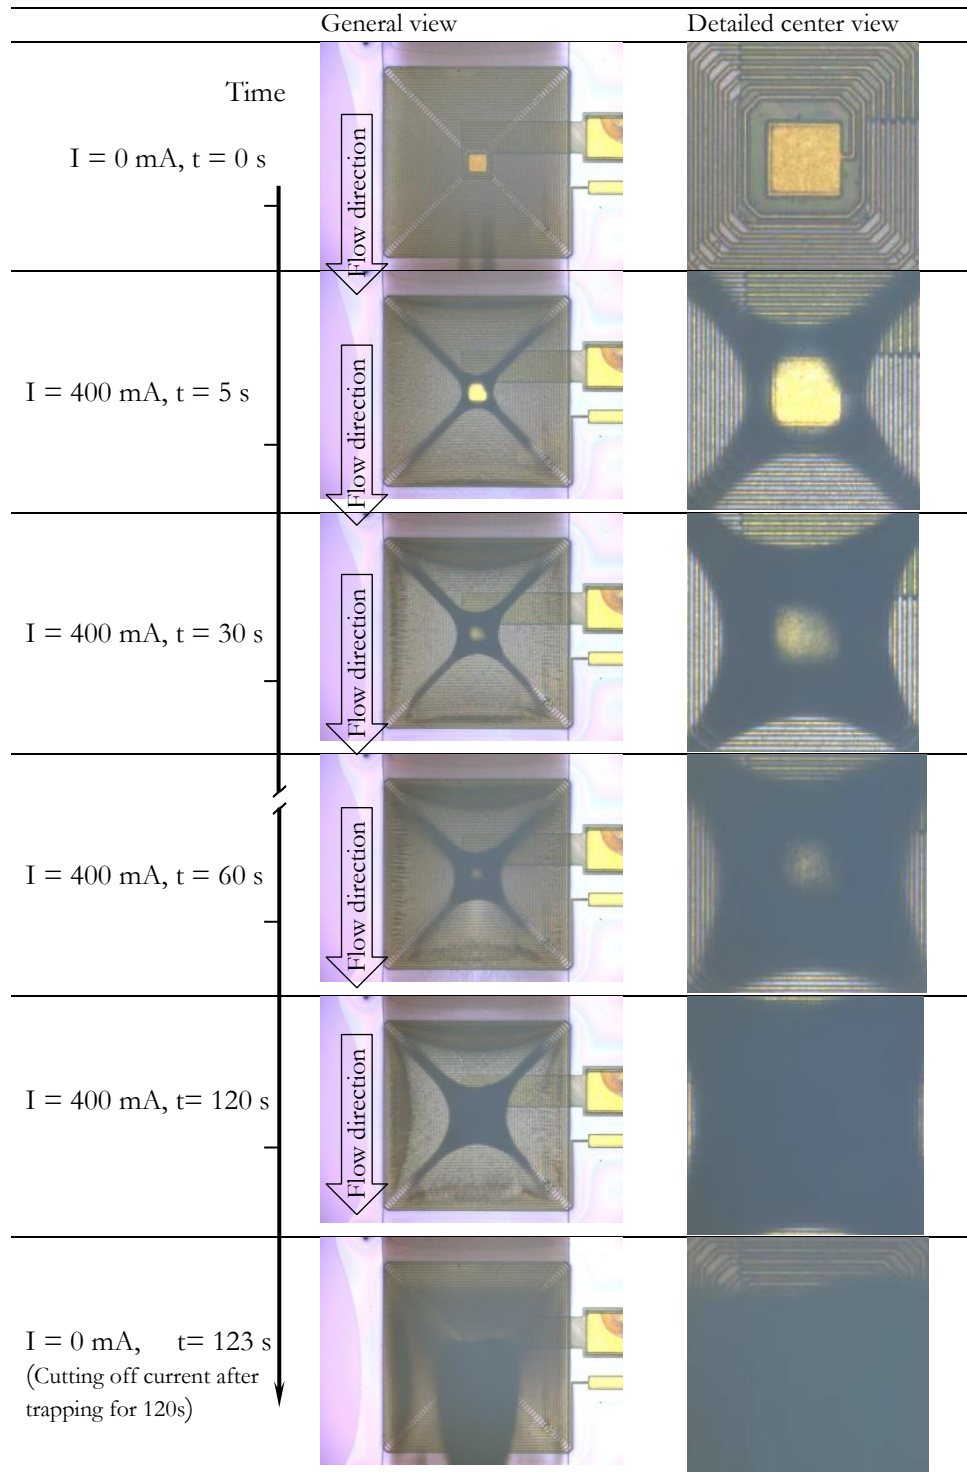 General view Detailed center view
Time
I = 0 mA, t = 0 s
Flow direction
I = 400 mA, t = 5 s
Flow direction
I = 400 mA, t = 30 s
Flow direction
I = 400 mA, t = 60 s
Flow direction
I = 400 mA, t= 120 s
Flow direction
I = 0 mA, t= 123 s
(Cutting off current after
trapping for 120s)